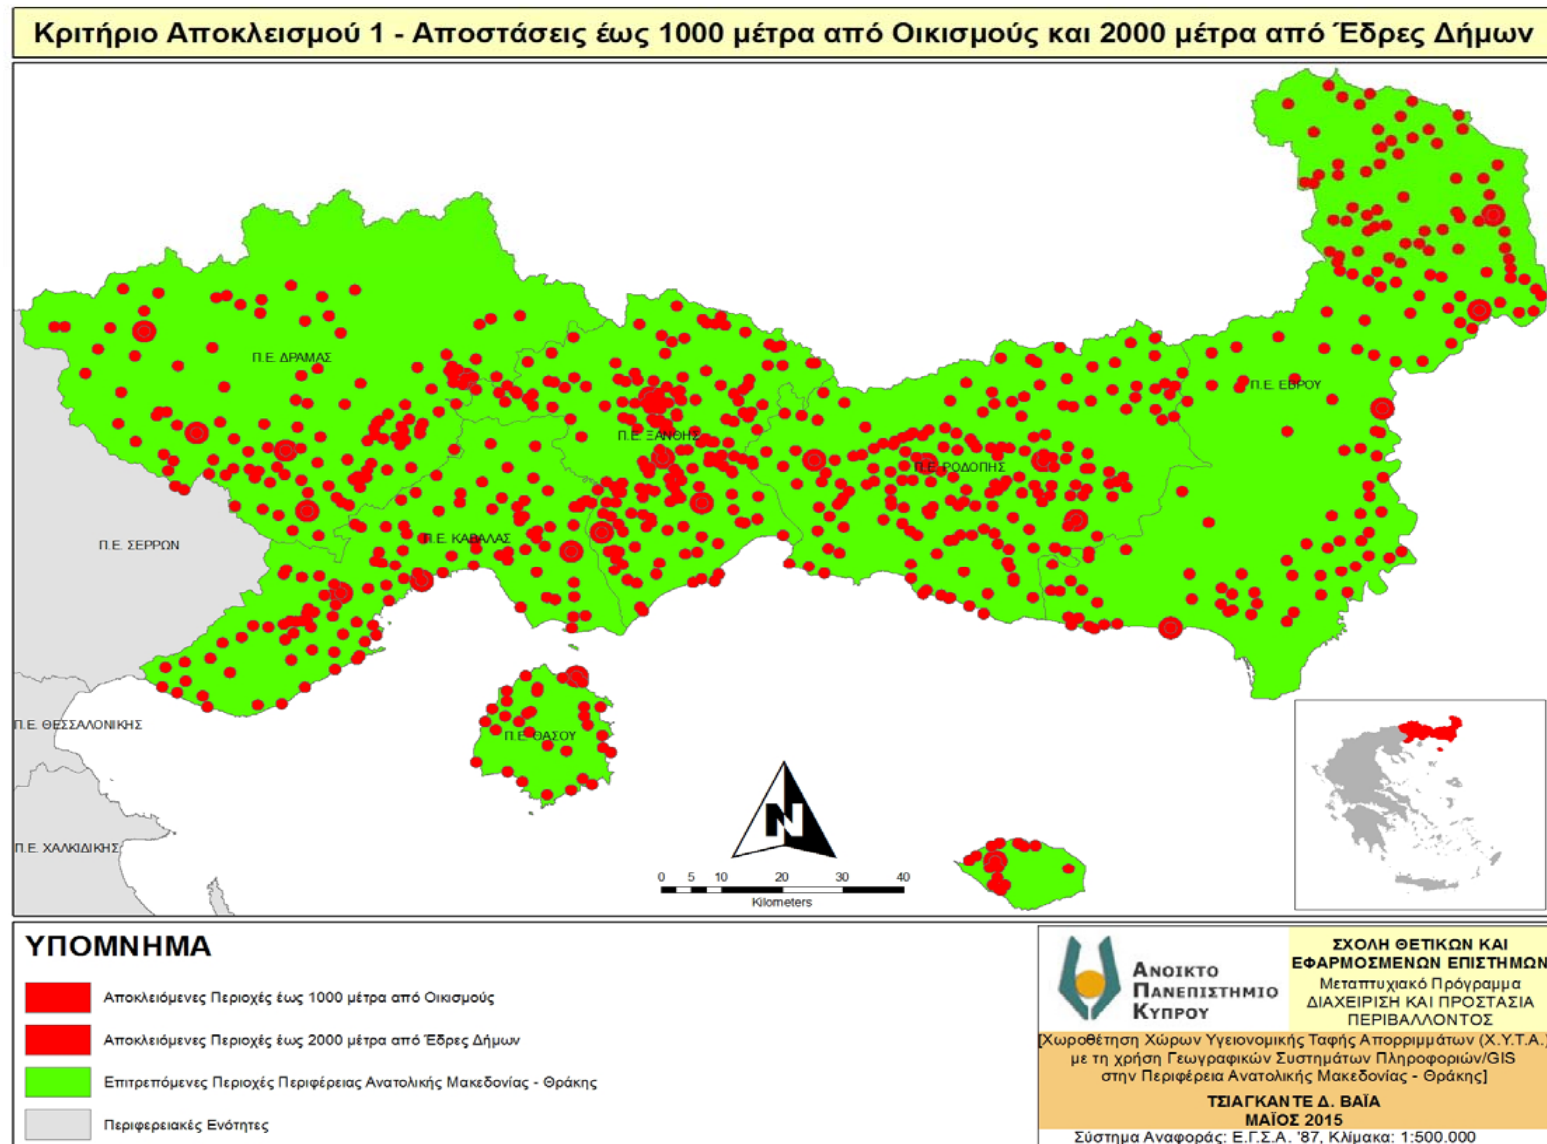 Κριτήριο Αποκλεισμού 1 - Αποστάσεις έως 1000 μέτρα από Οικισμούς και 2000 μέτρα από Έδρες Δήμων
Π.Ε. ΔΡΑΜΑΣ
Π.Ε. ΕΒΡΟΥ
Π.Ε. ΞΑΝΘΗΣ
Π.Ε. ΡΟΔΟΠΗΣ
Π.Ε. ΣΕΡΡΩΝ
Π.Ε. ΚΑΒΑΛΑΣ
Π.Ε. ΘΕΣΣΑΛΟΝΙΚΗΣ
Π.Ε. ΘΑΣΟΥ
Π.Ε. ΧΑΛΚΙΔΙΚΗΣ
N
0 5 10 20 30 40
Kilometers
ΥΠΟΜΝΗΜΑ
Αποκλειόμενες Περιοχές έως 1000 μέτρα από Οικισμούς
Αποκλειόμενες Περιοχές έως 2000 μέτρα από Έδρες Δήμων
Επιτρεπόμενες Περιοχές Περιφέρειας Ανατολικής Μακεδονίας - Θράκης
Περιφερειακές Ενότητες
ΑΝΟΙΚΤΟ
ΠΑΝΕΠΙΣΤΗΜΙΟ
ΚΥΠΡΟΥ
ΣΧΟΛΗ ΘΕΤΙΚΩΝ ΚΑΙ
ΕΦΑΡΜΟΣΜΕΝΩΝ ΕΠΙΣΤΗΜΩΝ
Μεταπτυχιακό Πρόγραμμα
ΔΙΑΧΕΙΡΙΣΗ ΚΑΙ ΠΡΟΣΤΑΣΙΑ
ΠΕΡΙΒΑΛΛΟΝΤΟΣ
[Χωροθέτηση Χώρων Υγειονομικής Ταφής Απορριμμάτων (Χ.Υ.Τ.Α.)
με τη χρήση Γεωγραφικών Συστημάτων Πληροφοριών/GIS
στην Περιφέρεια Ανατολικής Μακεδονίας - Θράκης]
ΤΣΙΑΓΚΑΝΤΕ Δ. ΒΑΪΑ
ΜΑΪΟΣ 2015
Σύστημα Αναφοράς: Ε.Γ.Σ.Α. '87, Κλίμακα: 1:500.000